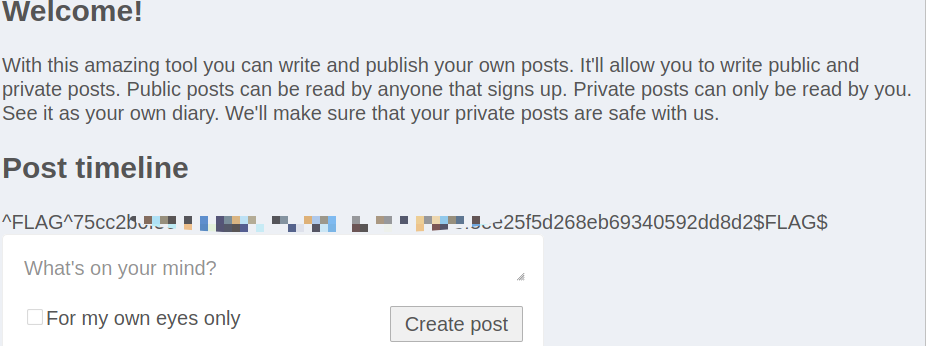 Welcome!
With this amazing tool you can write and publish your own posts. It'll allow you to write public and
private posts. Public posts can be read by anyone that signs up. Private posts can only be read by you.
See it as your own diary. We'll make sure that your private posts are safe with us.
Post timeline
^FLAG^75cc2b e25f5d268eb69340592dd8d2$FLAG$
What's on your mind?
For my own eyes only
Create post